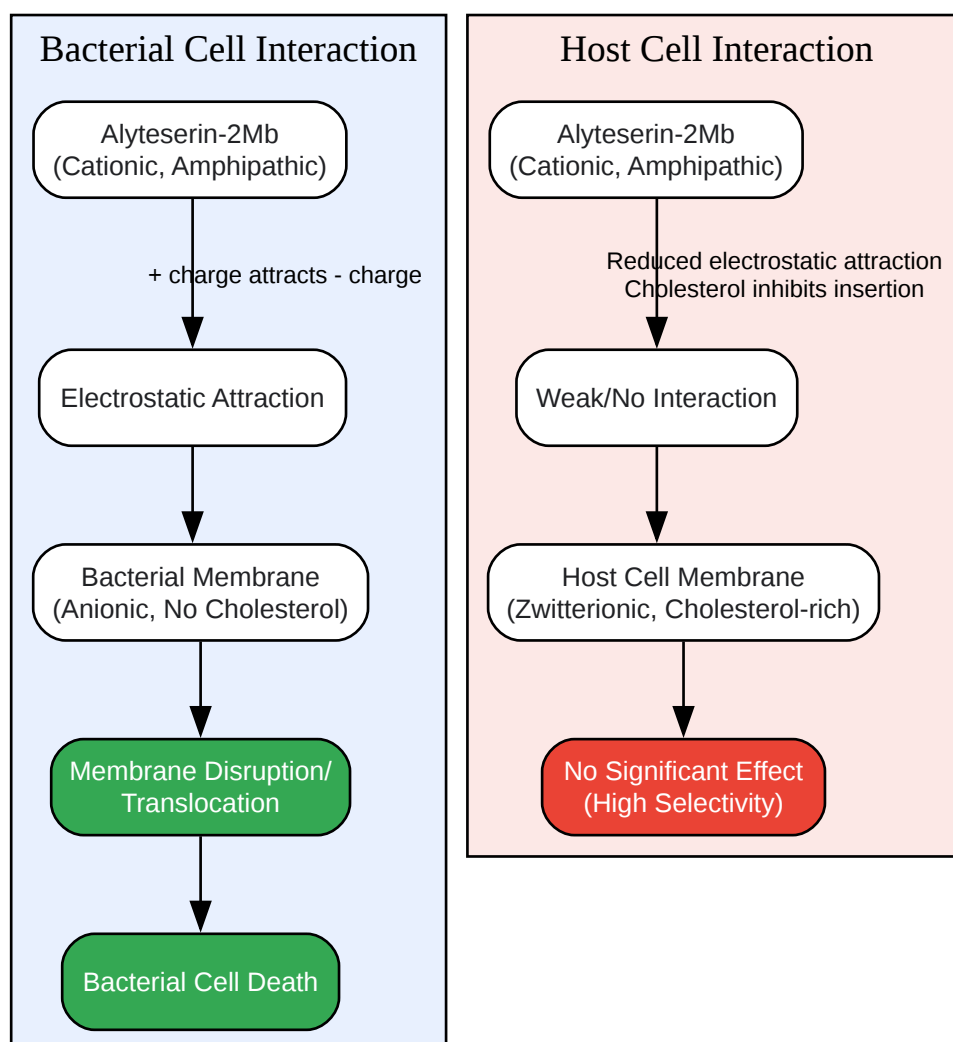 Bacterial Cell Interaction
Alyteserin-2Mb
(Cationic, Amphipathic)
+ charge attracts - charge
Electrostatic Attraction
Bacterial Membrane
(Anionic, No Cholesterol)
Membrane Disruption/
Translocation
Bacterial Cell Death
Host Cell Interaction
Alyteserin-2Mb
(Cationic, Amphipathic)
Reduced electrostatic attraction
Cholesterol inhibits insertion
Weak/No Interaction
Host Cell Membrane
(Zwitterionic, Cholesterol-rich)
No Significant Effect
(High Selectivity)